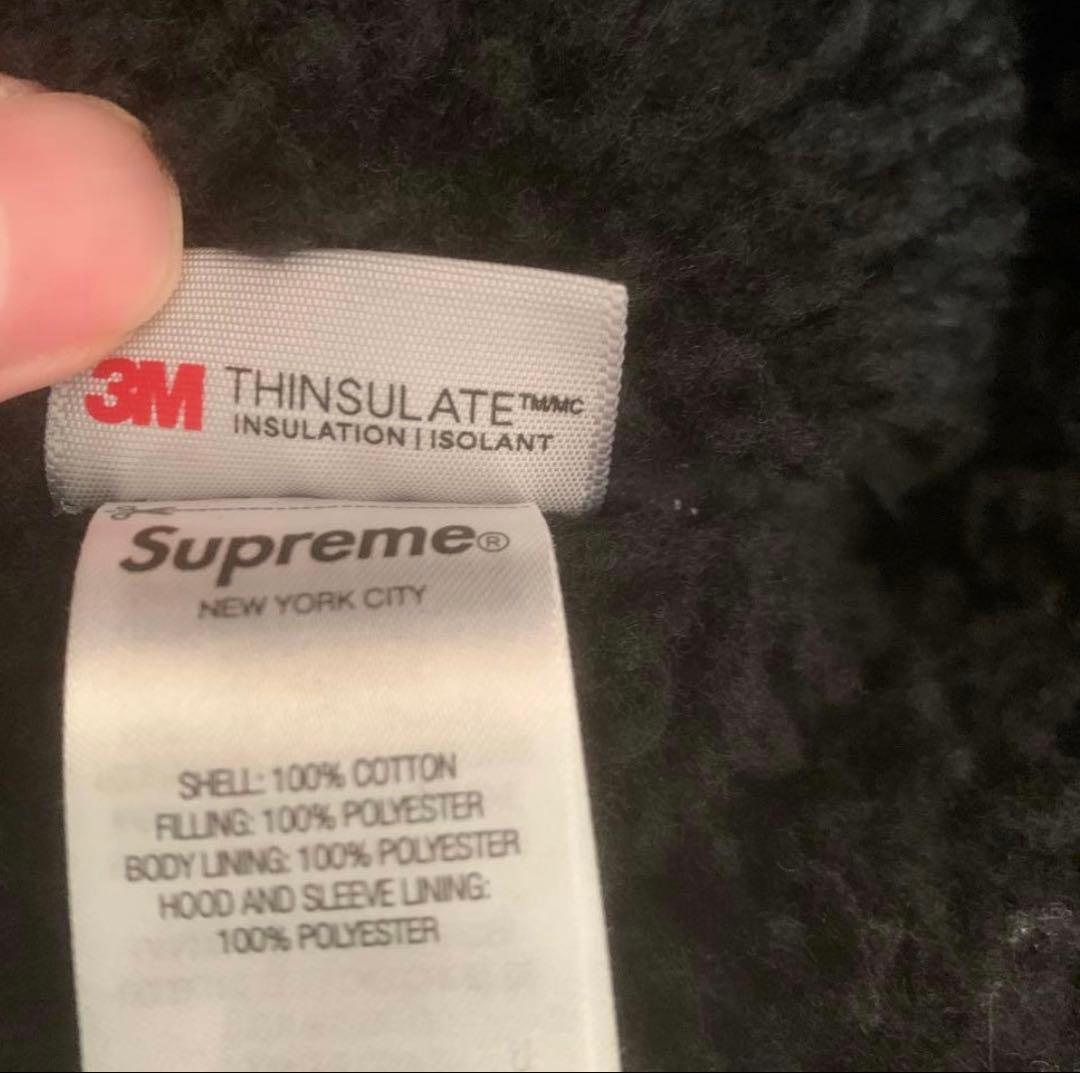 3M THINSULATE™/MC
INSULATION | ISOLANT
Supreme®
NEW YORK CITY
SHELL: 100% COTTON
FILLING: 100% POLYESTER
BODY LINING: 100% POLYESTER
HOOD AND SLEEVE LINING:
100% POLYESTER